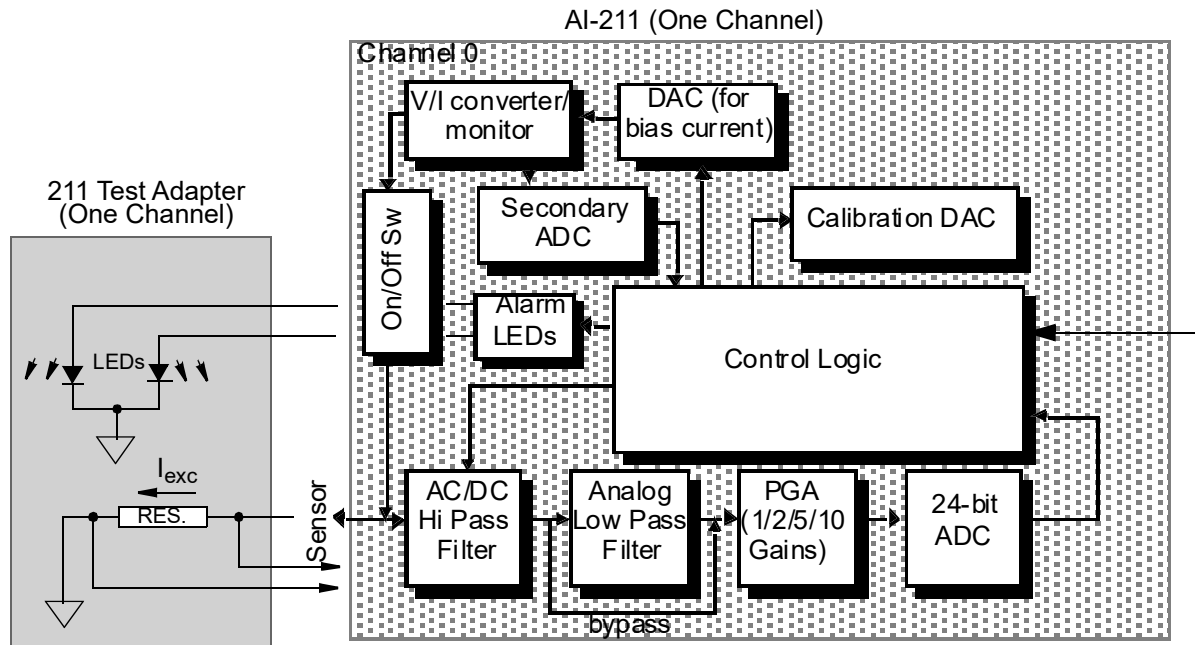 AI-211 (One Channel)
Channel 0
V/I converter/
monitor
DAC (for
bias current)
211 Test Adapter
(One Channel)
On/Off Sw
Secondary
ADC
Calibration DAC
Alarm
LEDs
Control Logic
LEDs
Iexc
RES.
Sensor
AC/DC
Hi Pass
Filter
Analog
Low Pass
Filter
PGA
(1/2/5/10
Gains)
24-bit
ADC
bypass